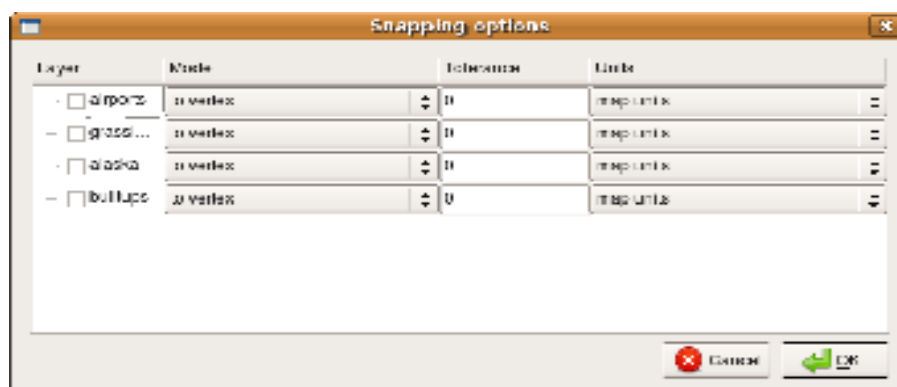 Snapping options
Layer Mode Tolerance Units
airports to vertex 0 map units
grassl... to vertex 0 map units
alaska to vertex 0 map units
builtups to vertex 0 map units
Cancel OK